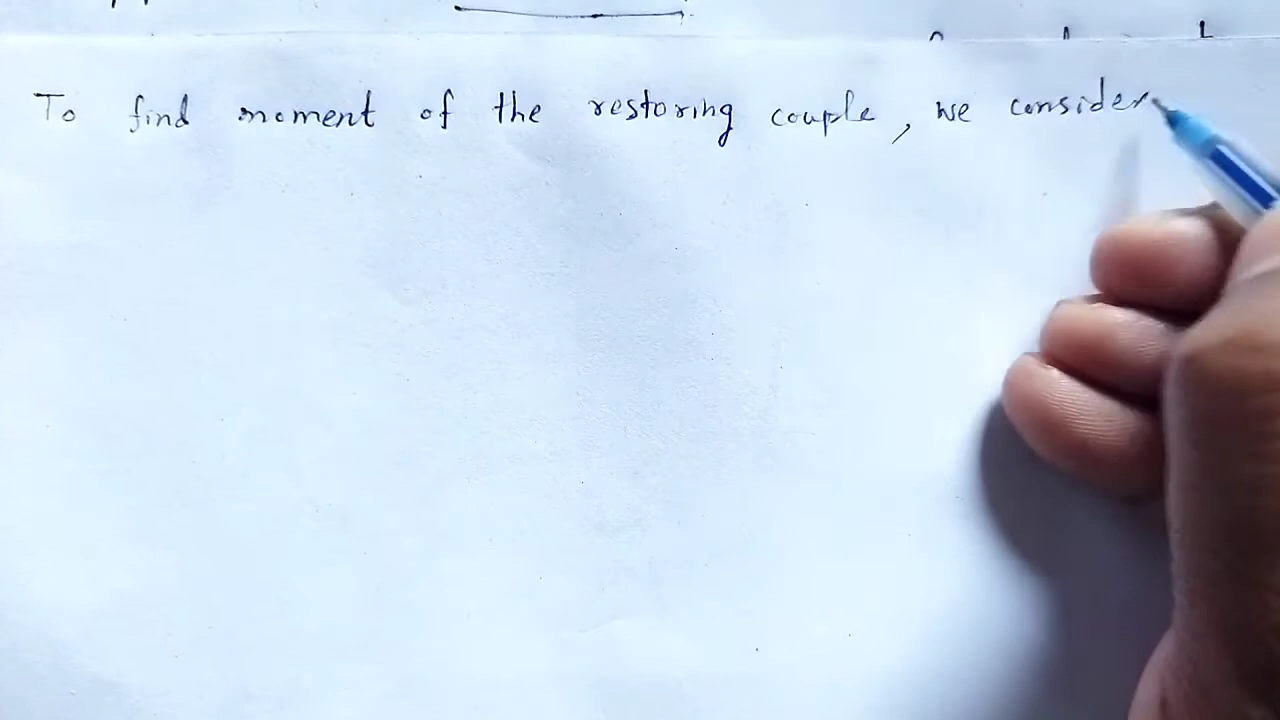 To find moment of the restoring couple, we consider